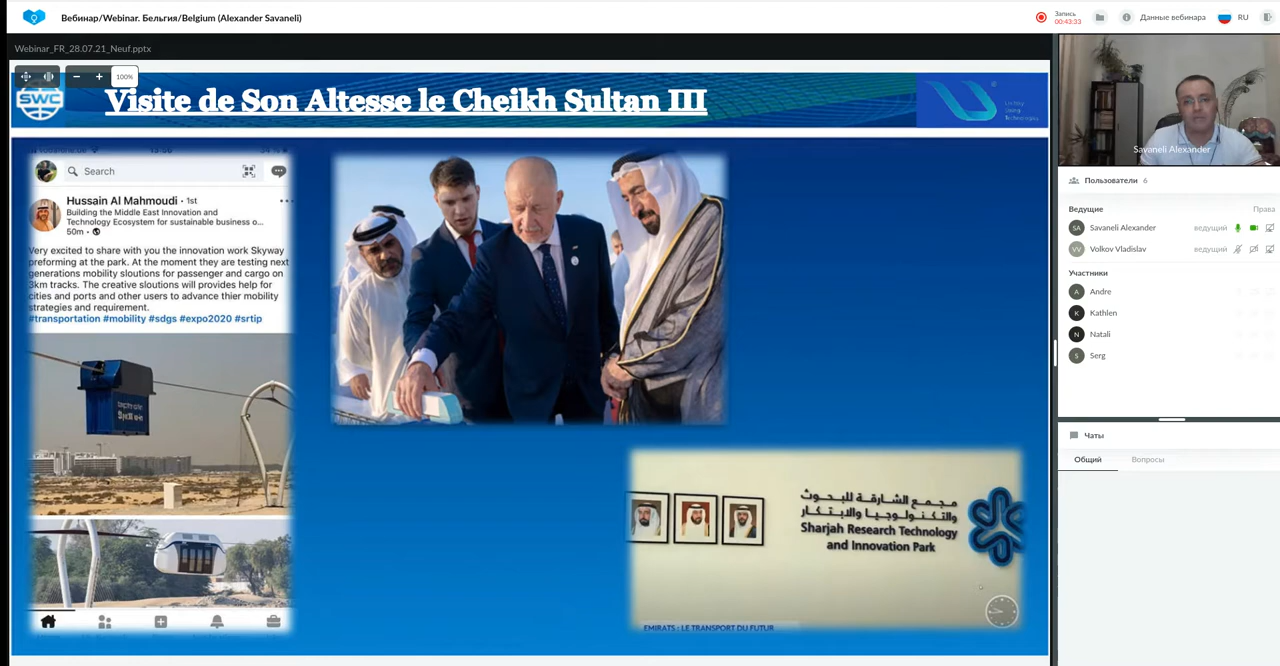 Вебинар/Webinar. Бельгия/Belgium (Alexander Savaneli)
Запись
00:43:33
Данные вебинара
RU
Webinar_FR_28.07.21_Neuf.pptx
100%
SWC
Visite de Son Altesse le Cheikh Sultan III
Unitsky
String
Technologies
Search
Hussain Al Mahmoudi • 1st
Building the Middle East Innovation and
Technology Ecosystem for sustainable business o...
50m •
Very excited to share with you the innovation work Skyway
preforming at the park. At the moment they are testing next
generations mobility sloutions for passenger and cargo on
3km tracks. The creative sloutions will provides help for
cities and ports and other users to advance thier mobility
strategies and requirement.
#transportation #mobility #sdgs #expo2020 #srtip
مجمع الشارقة للبحوث
والتكنولوجيا والابتكار
Sharjah Research Technology
and Innovation Park
EMIRATS : LE TRANSPORT DU FUTUR
Savaneli Alexander
Пользователи 6
Ведущие
Права
SA Savaneli Alexander ведущий
VV Volkov Vladislav ведущий
Участники
A Andre
K Kathlen
N Natali
S Serg
Чаты
Общий
Вопросы